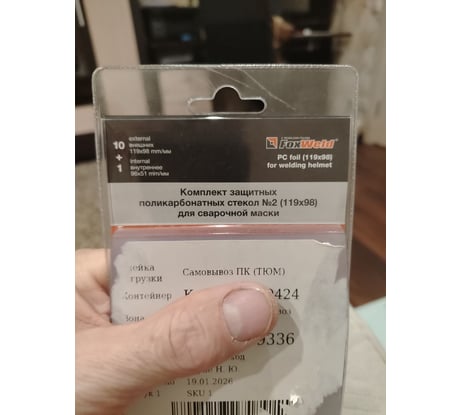 10 external
внешних
119x98 mm/мм
+
1 internal
внутреннее
96x51 mm/мм
FoxWeld
PC foil (119x98)
for welding helmet
Комплект защитных
поликарбонатных стекол №2 (119x98)
для сварочной маски
Самовывоз ПК (ТЮМ)
424
9336
Н. Ю
19.01.2026
1 SKU 1